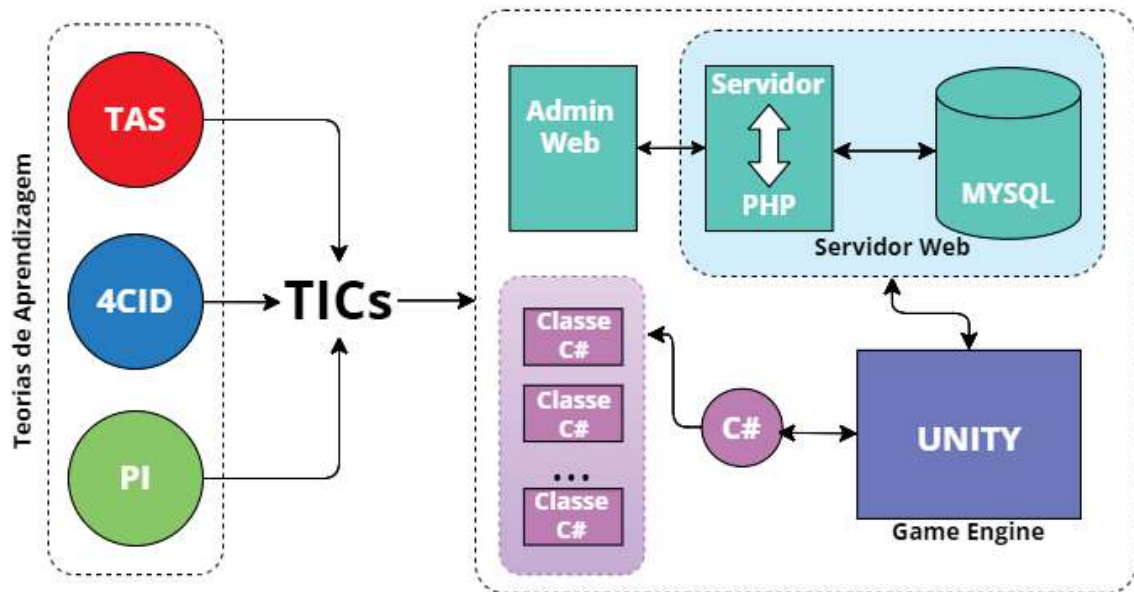 Teorias de Aprendizagem
TAS
4CID
PI
TICs
Admin
Web
Servidor
PHP
MYSQL
Servidor Web
Classe
C#
Classe
C#
...
Classe
C#
C#
UNITY
Game Engine